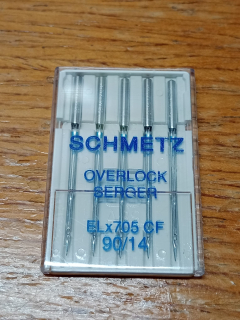 SCHMETZ
OVERLOCK
SERGER
ELx705 CF
90/14